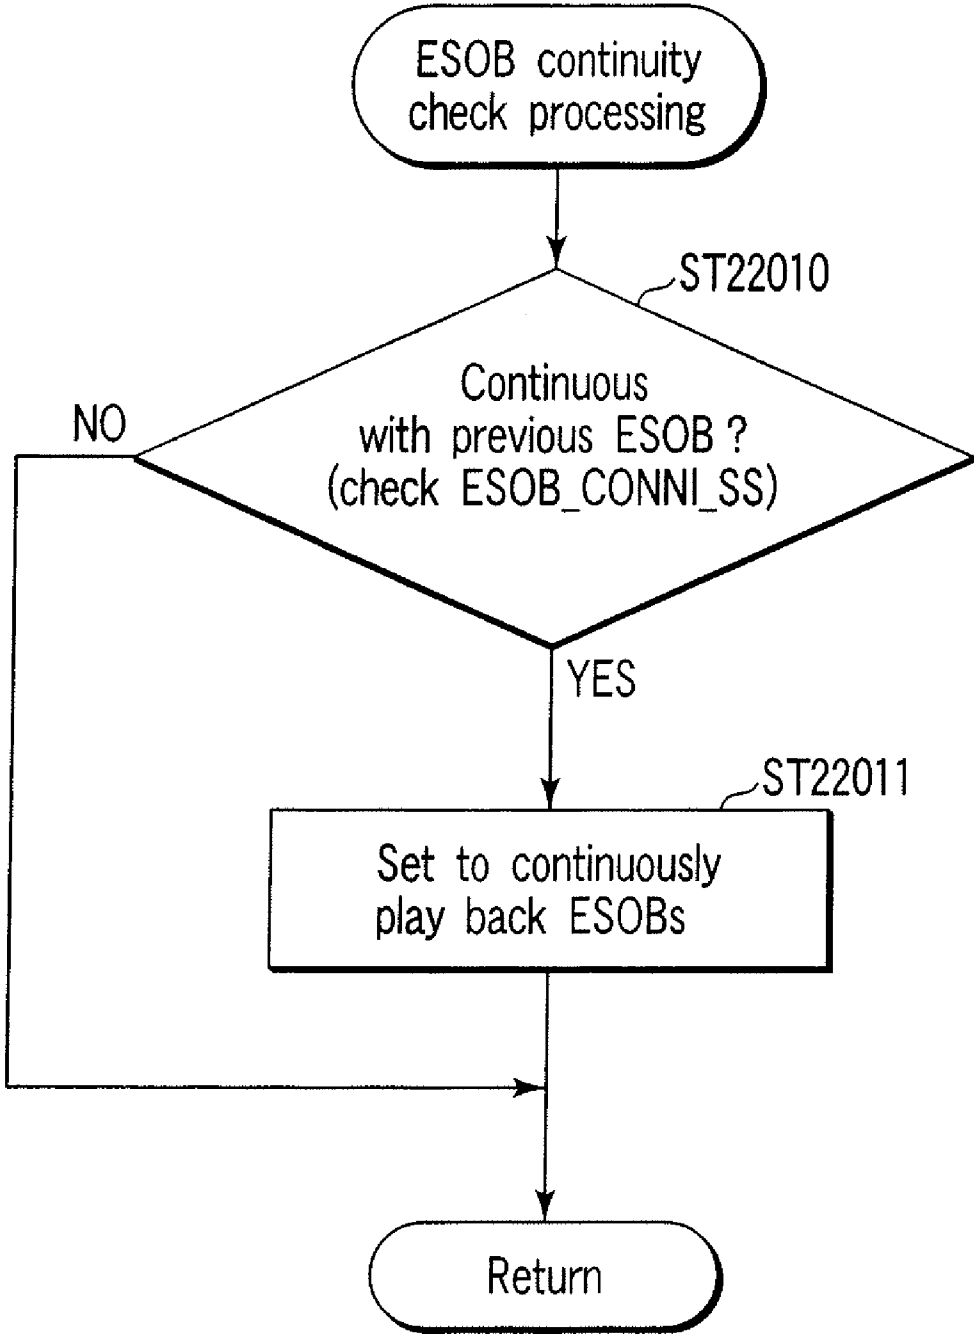 ESOB continuity
check processing
ST22010
Continuous
with previous ESOB ?
(check ESOB_CONNI_SS)
NO
YES
ST22011
Set to continuously
play back ESOBs
Return